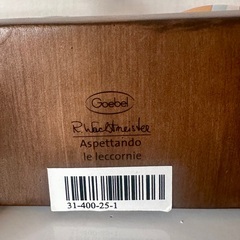 Goebel
R. Wachtmeister
Aspettando
le leccornie
31-400-25-1